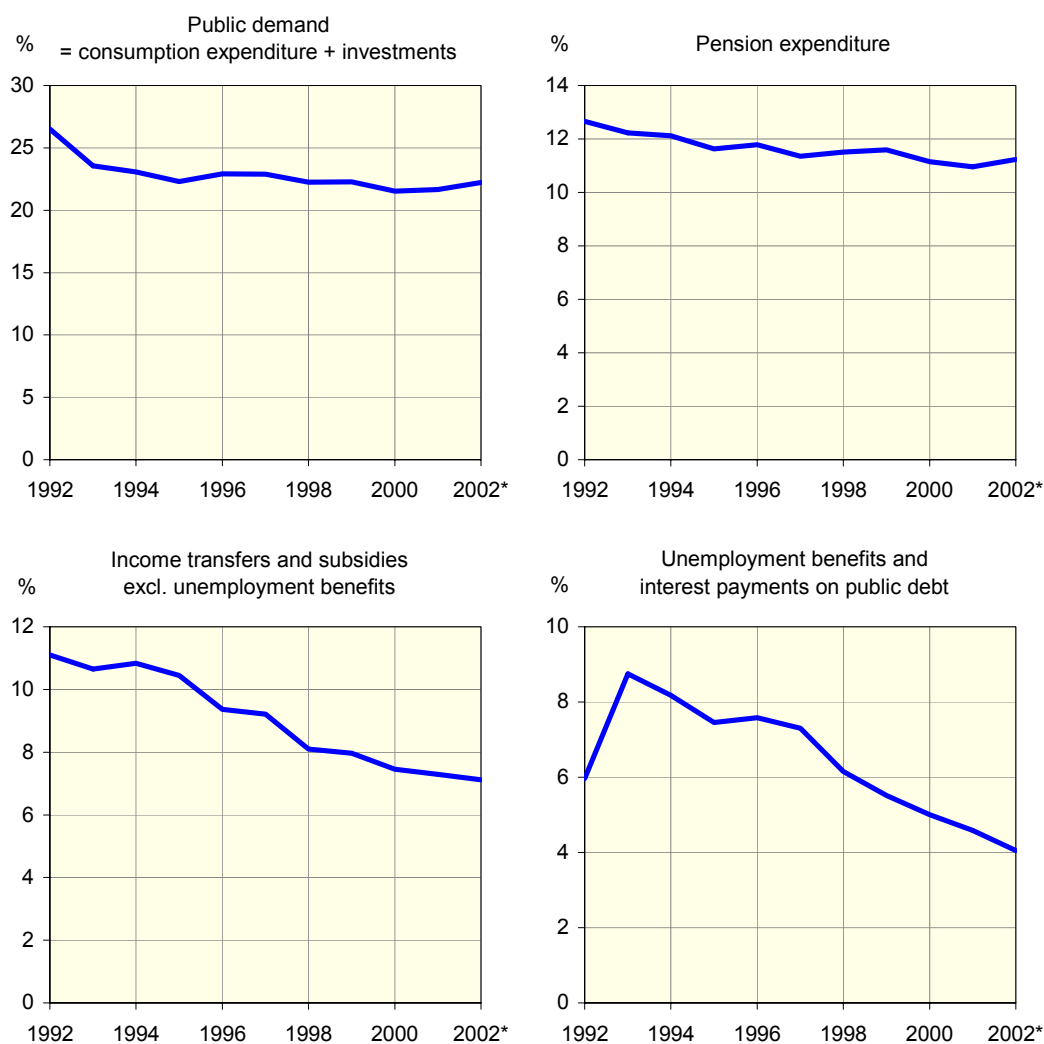 Public demand
%
= consumption expenditure + investments
30
25
20
15
10
5
0
1992 1994 1996 1998 2000 2002*
%
Pension expenditure
14
12
10
8
6
4
2
0
1992 1994 1996 1998 2000 2002*
Income transfers and subsidies
%
excl. unemployment benefits
12
10
8
6
4
2
0
1992 1994 1996 1998 2000 2002*
Unemployment benefits and
%
interest payments on public debt
10
8
6
4
2
0
1992 1994 1996 1998 2000 2002*